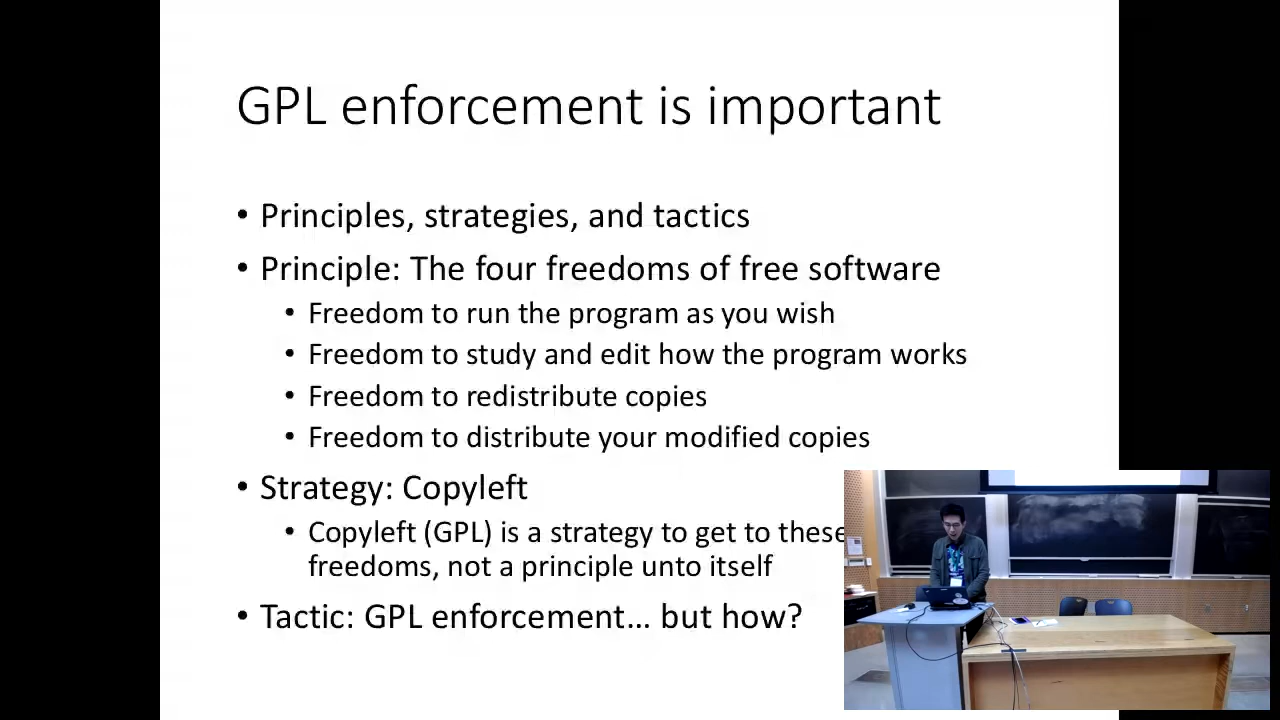 GPL enforcement is important
• Principles, strategies, and tactics
• Principle: The four freedoms of free software
• Freedom to run the program as you wish
• Freedom to study and edit how the program works
• Freedom to redistribute copies
• Freedom to distribute your modified copies
• Strategy: Copyleft
• Copyleft (GPL) is a strategy to get to these
freedoms, not a principle unto itself
• Tactic: GPL enforcement... but how?